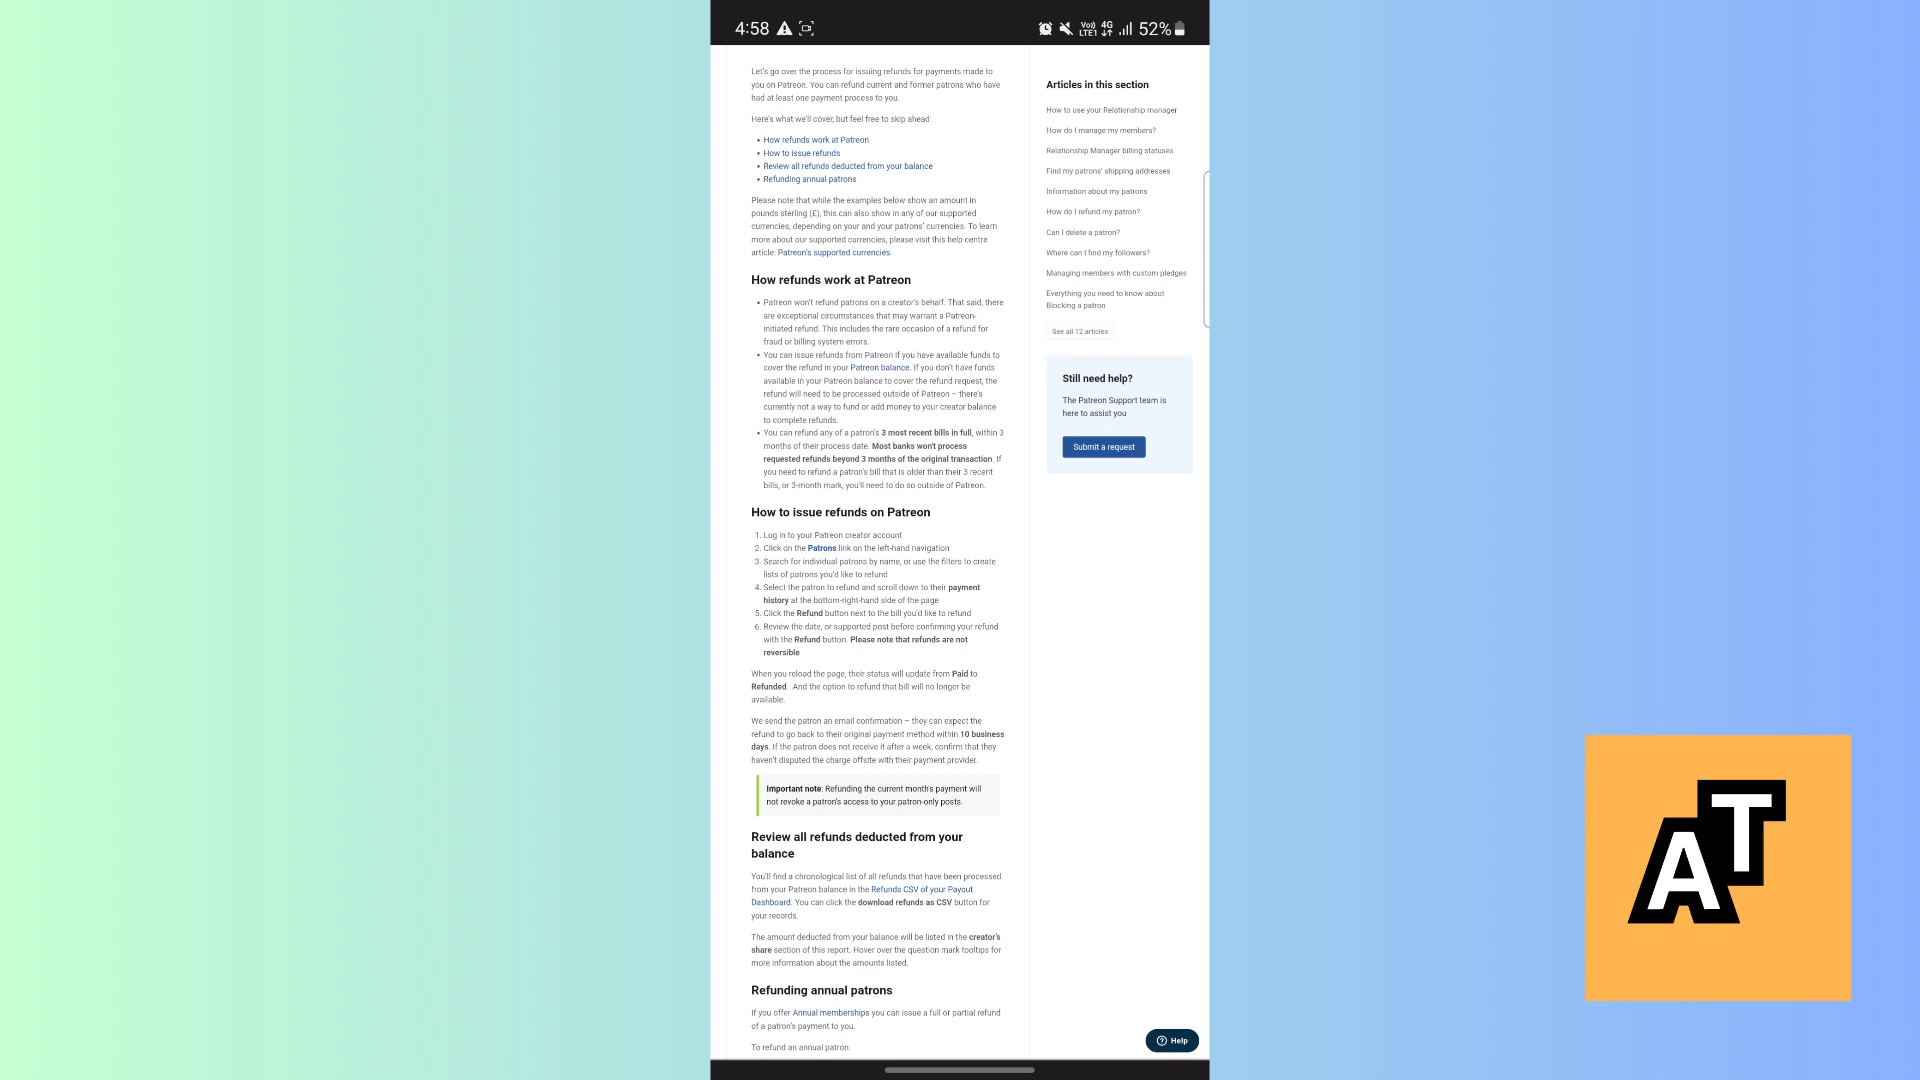 4:58
Vo)) LTE1 4G 52%
Let's go over the process for issuing refunds for payments made to
you on Patreon. You can refund current and former patrons who have
had at least one payment process to you.
Here's what we'll cover, but feel free to skip ahead:
• How refunds work at Patreon
• How to issue refunds
• Review all refunds deducted from your balance
• Refunding annual patrons
Please note that while the examples below show an amount in
pounds sterling (£), this can also show in any of our supported
currencies, depending on your and your patrons' currencies. To learn
more about our supported currencies, please visit this help centre
article: Patreon's supported currencies.
How refunds work at Patreon
• Patreon won't refund patrons on a creator's behalf. That said, there
are exceptional circumstances that may warrant a Patreon-
initiated refund. This includes the rare occasion of a refund for
fraud or billing system errors.
• You can issue refunds from Patreon if you have available funds to
cover the refund in your Patreon balance. If you don't have funds
available in your Patreon balance to cover the refund request, the
refund will need to be processed outside of Patreon – there's
currently not a way to fund or add money to your creator balance
to complete refunds.
• You can refund any of a patron's 3 most recent bills in full, within 3
months of their process date. Most banks won't process
requested refunds beyond 3 months of the original transaction. If
you need to refund a patron's bill that is older than their 3 recent
bills, or 3-month mark, you'll need to do so outside of Patreon.
How to issue refunds on Patreon
1. Log in to your Patreon creator account
2. Click on the Patrons link on the left-hand navigation
3. Search for individual patrons by name, or use the filters to create
lists of patrons you'd like to refund
4. Select the patron to refund and scroll down to their payment
history at the bottom-right-hand side of the page
5. Click the Refund button next to the bill you'd like to refund
6. Review the date, or supported post before confirming your refund
with the Refund button. Please note that refunds are not
reversible
When you reload the page, their status will update from Paid to
Refunded. And the option to refund that bill will no longer be
available.
We send the patron an email confirmation – they can expect the
refund to go back to their original payment method within 10 business
days. If the patron does not receive it after a week, confirm that they
haven't disputed the charge offsite with their payment provider.
Important note: Refunding the current month's payment will
not revoke a patron's access to your patron-only posts.
Review all refunds deducted from your
balance
You'll find a chronological list of all refunds that have been processed
from your Patreon balance in the Refunds CSV of your Payout
Dashboard. You can click the download refunds as CSV button for
your records.
The amount deducted from your balance will be listed in the creator's
share section of this report. Hover over the question mark tooltips for
more information about the amounts listed.
Refunding annual patrons
If you offer Annual memberships you can issue a full or partial refund
of a patron's payment to you.
To refund an annual patron:
Articles in this section
How to use your Relationship manager
How do I manage my members?
Relationship Manager billing statuses
Find my patrons' shipping addresses
Information about my patrons
How do I refund my patron?
Can I delete a patron?
Where can I find my followers?
Managing members with custom pledges
Everything you need to know about
Blocking a patron
See all 12 articles
Still need help?
The Patreon Support team is
here to assist you
Submit a request
Help
AT